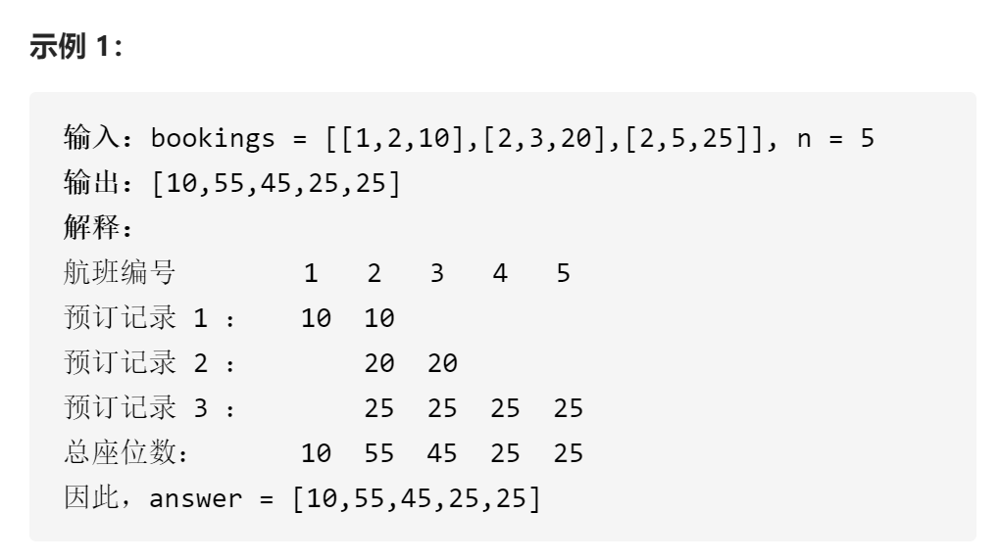 示例 1：
输入：bookings = [[1,2,10],[2,3,20],[2,5,25]], n = 5
输出：[10,55,45,25,25]
解释：
航班编号        1   2   3   4   5
预订记录 1 ：   10  10
预订记录 2 ：       20  20
预订记录 3 ：       25  25  25  25
总座位数：      10  55  45  25  25
因此，answer = [10,55,45,25,25]